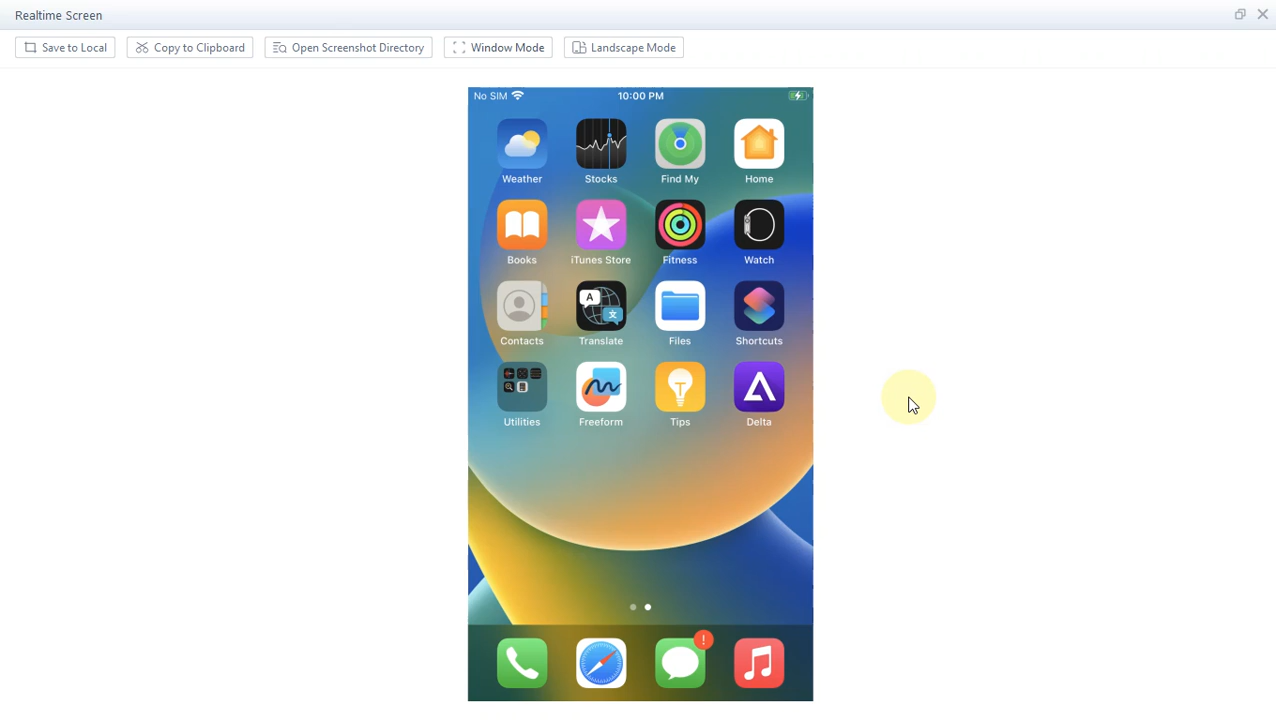 Realtime Screen
Save to Local Copy to Clipboard Open Screenshot Directory Window Mode Landscape Mode
No SIM 10:00 PM
Weather Stocks Find My Home
Books iTunes Store Fitness Watch
A
文
Contacts Translate Files Shortcuts
T
Utilities Freeform Tips Delta
!